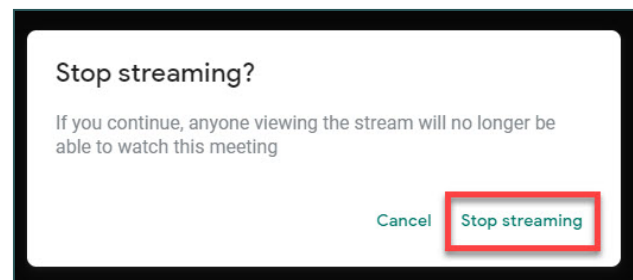 Stop streaming?
If you continue, anyone viewing the stream will no longer be
able to watch this meeting
Cancel Stop streaming